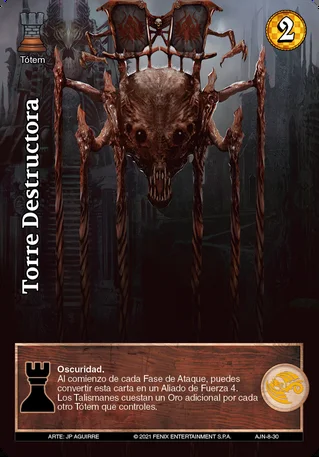 2
Tótem
Torre Destructora
Oscuridad.
Al comienzo de cada Fase de Ataque, puedes
convertir esta carta en un Aliado de Fuerza 4.
Los Talismanes cuestan un Oro adicional por cada
otro Tótem que controles.
ARTE: JP AGUIRRE
© 2021 FENIX ENTERTAINMENT S.P.A.
AJN-8-30